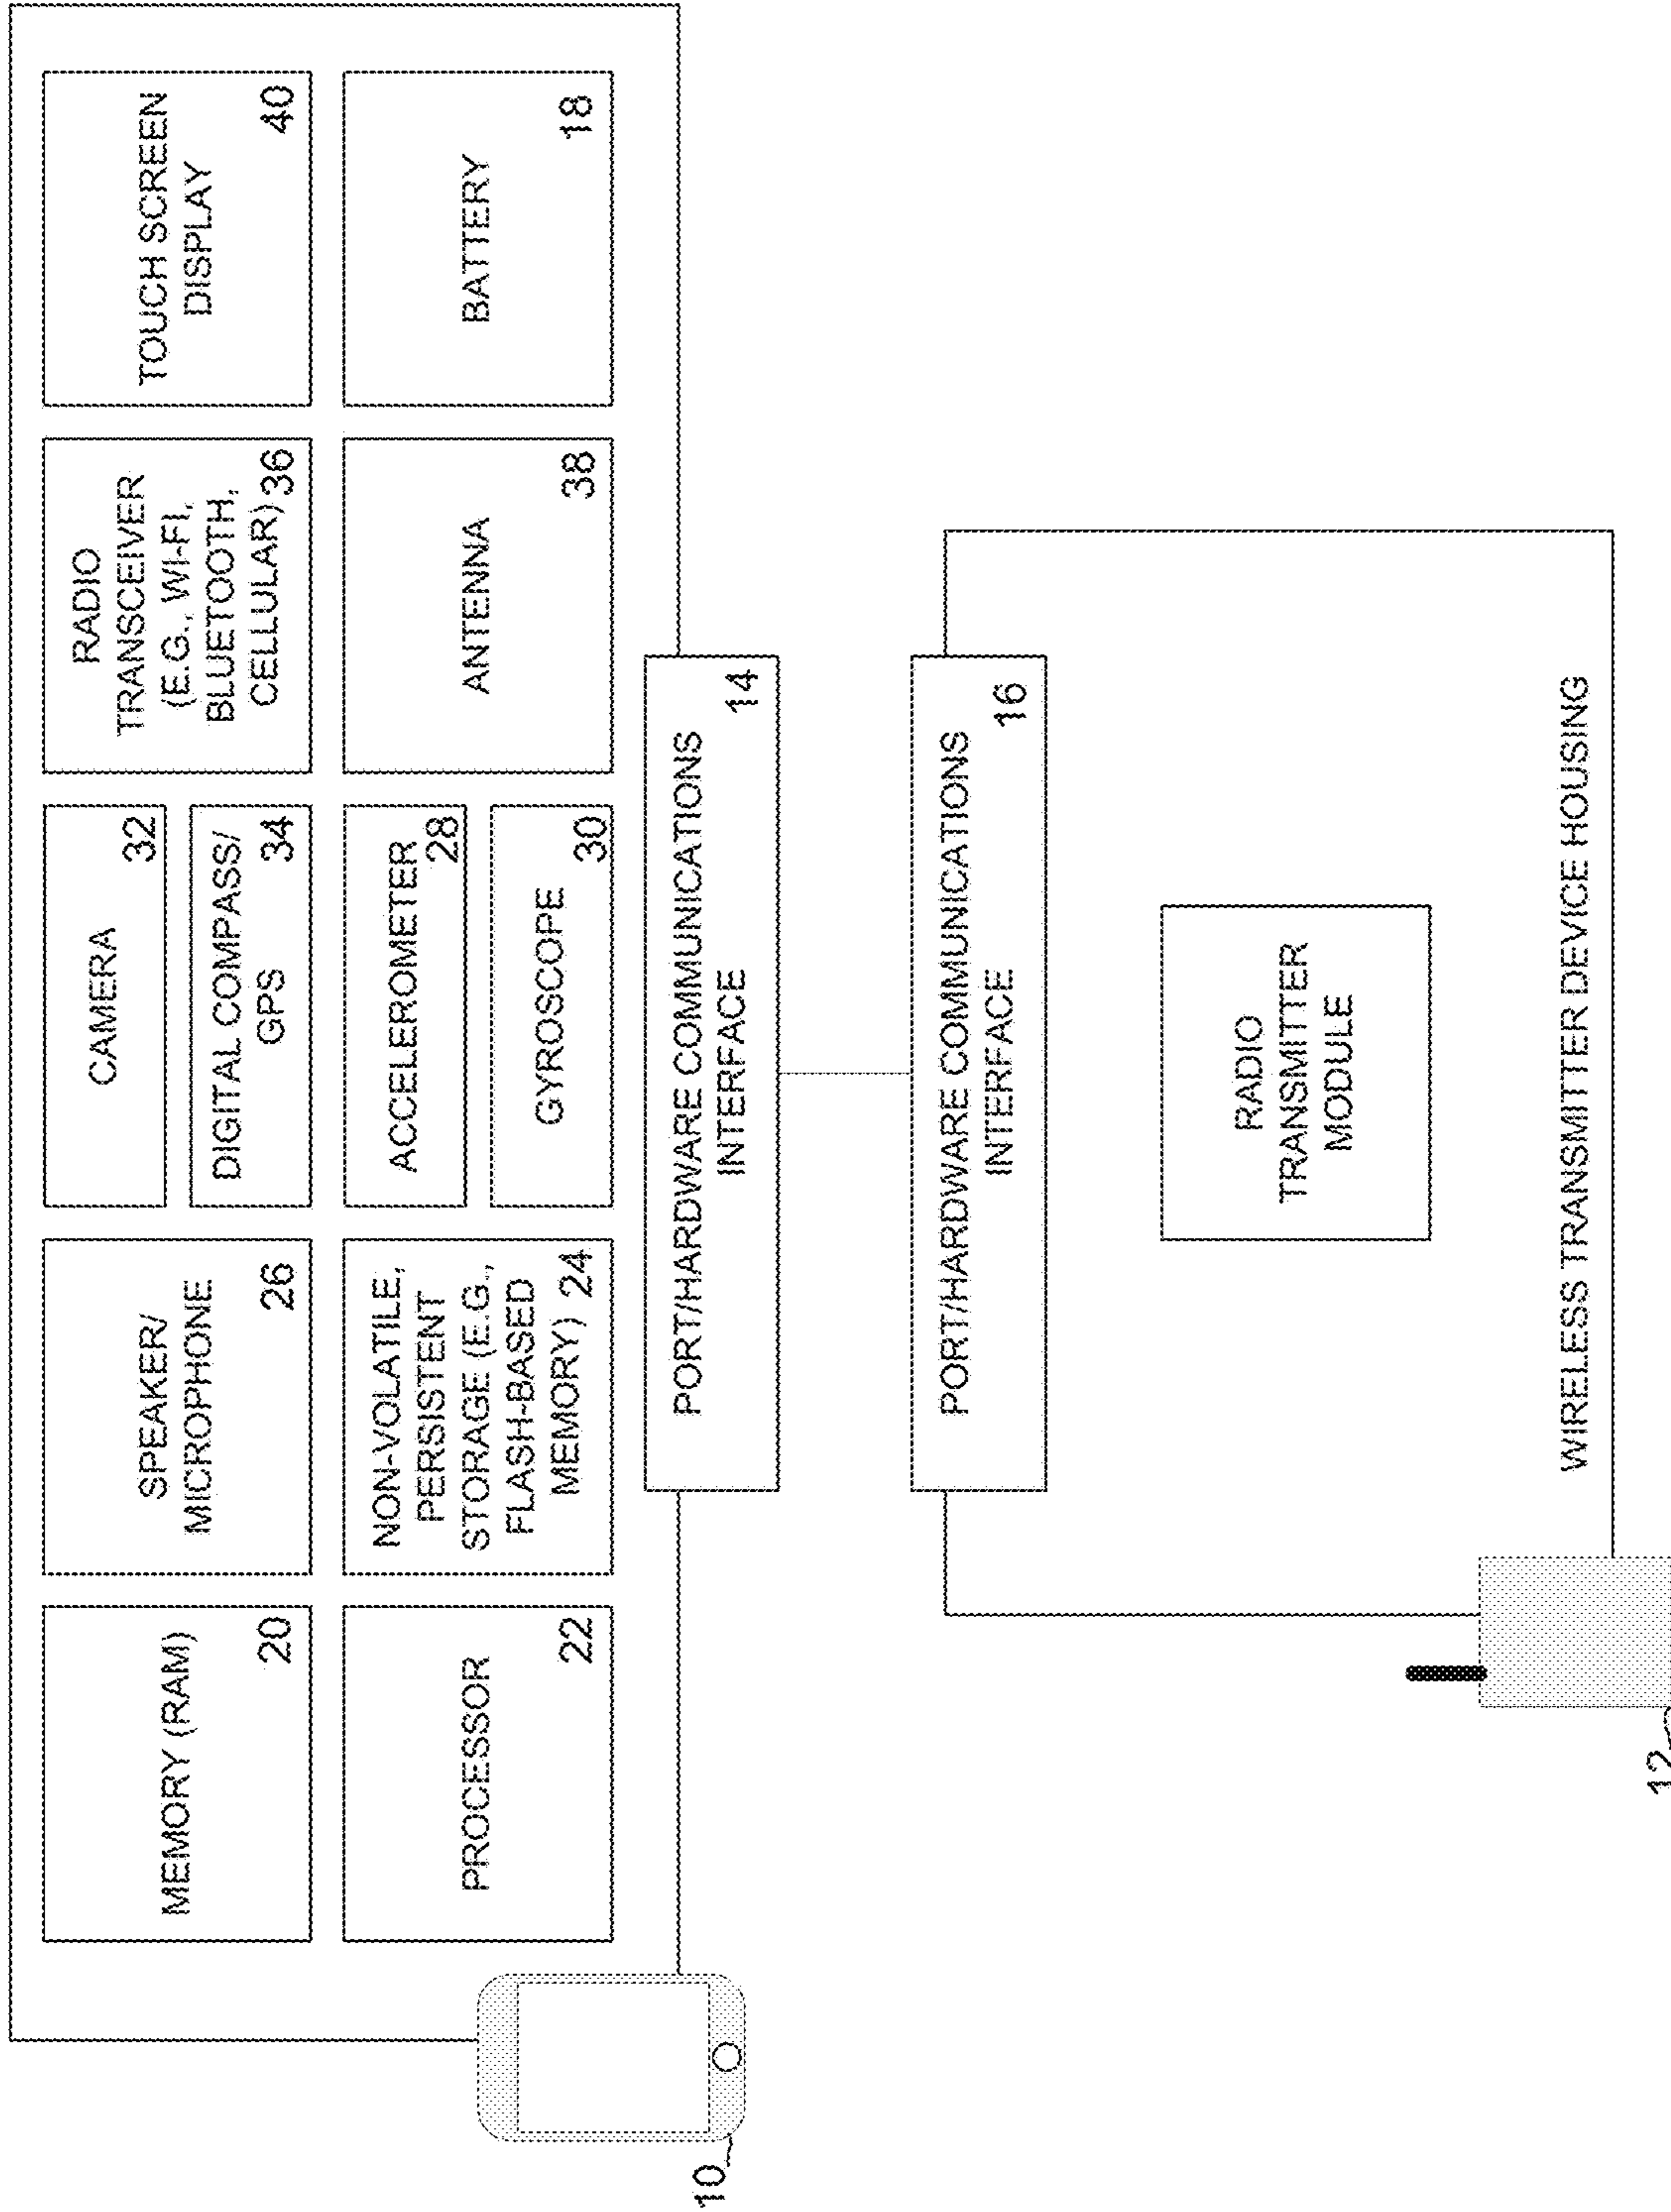 MEMORY (RAM)
20
SPEAKER/
MICROPHONE
26
CAMERA
32
DIGITAL COMPASS/
GPS
34
RADIO
TRANSCEIVER
(E.G., WI-FI,
BLUETOOTH,
CELLULAR) 36
TOUCH SCREEN
DISPLAY
40
PROCESSOR
22
NON-VOLATILE,
PERSISTENT
STORAGE (E.G.,
FLASH-BASED
MEMORY) 24
ACCELEROMETER
28
GYROSCOPE
30
ANTENNA
38
BATTERY
18
10
PORT/HARDWARE COMMUNICATIONS
INTERFACE
14
PORT/HARDWARE COMMUNICATIONS
INTERFACE
16
RADIO
TRANSMITTER
MODULE
WIRELESS TRANSMITTER DEVICE HOUSING
12